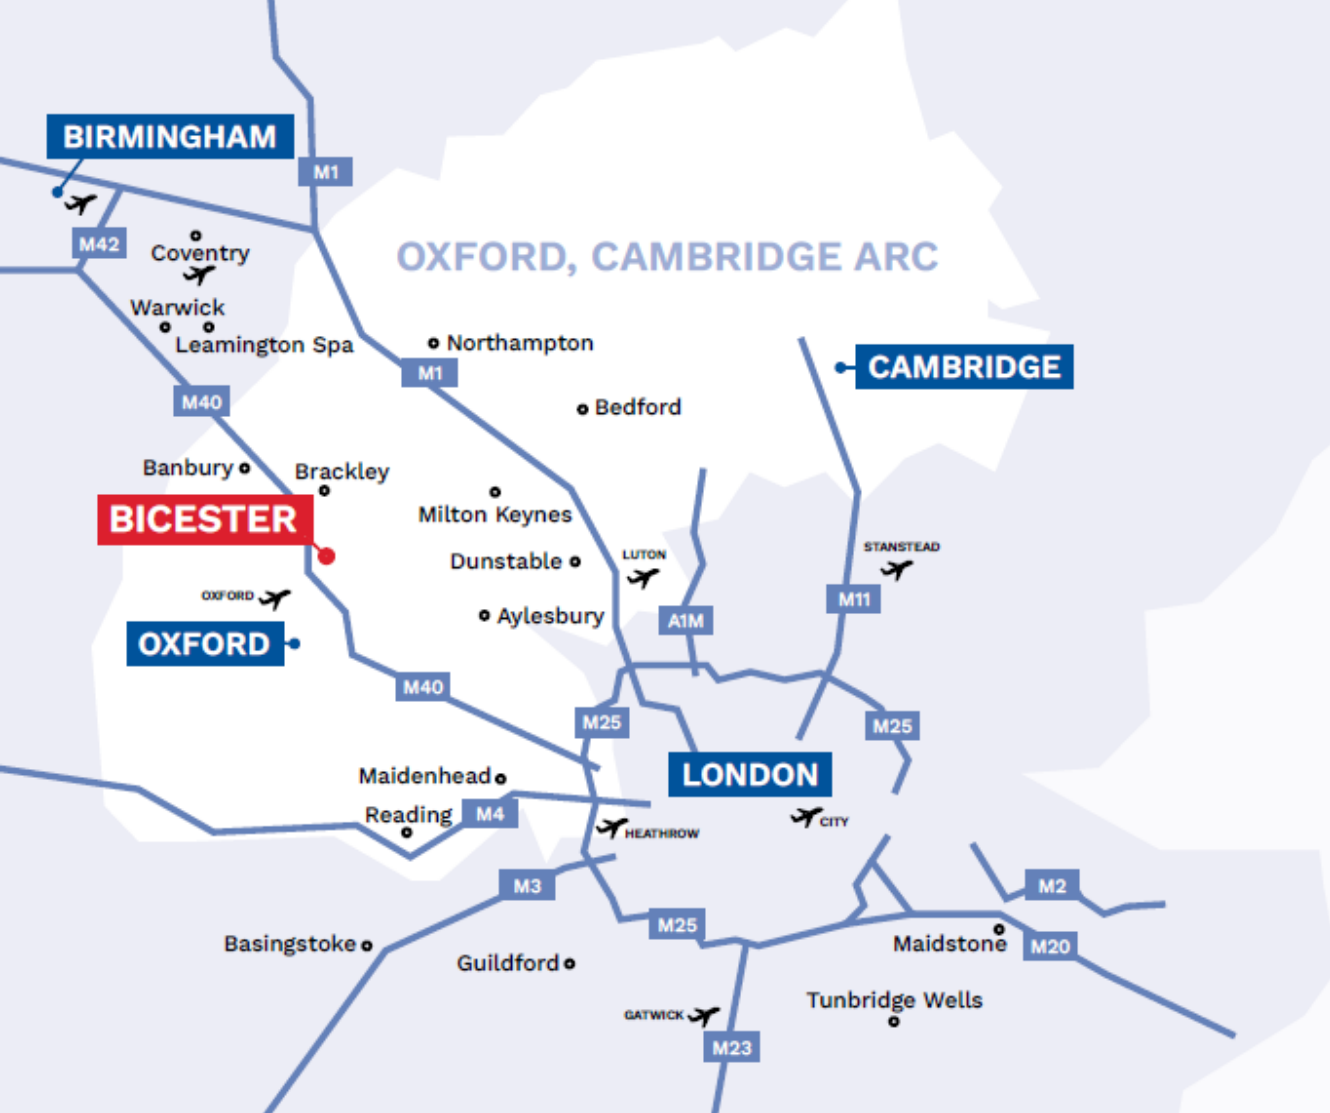 BIRMINGHAM
M1
M42
Coventry
OXFORD, CAMBRIDGE ARC
Warwick
Leamington Spa
Northampton
M1
CAMBRIDGE
M40
Bedford
Banbury
Brackley
BICESTER
Milton Keynes
Dunstable
LUTON
STANSTEAD
OXFORD
M11
Aylesbury
A1M
OXFORD
M40
M25
M25
LONDON
Maidenhead
Reading
M4
HEATHROW
CITY
M3
M2
M25
Basingstoke
Maidstone
M20
Guildford
Tunbridge Wells
GATWICK
M23